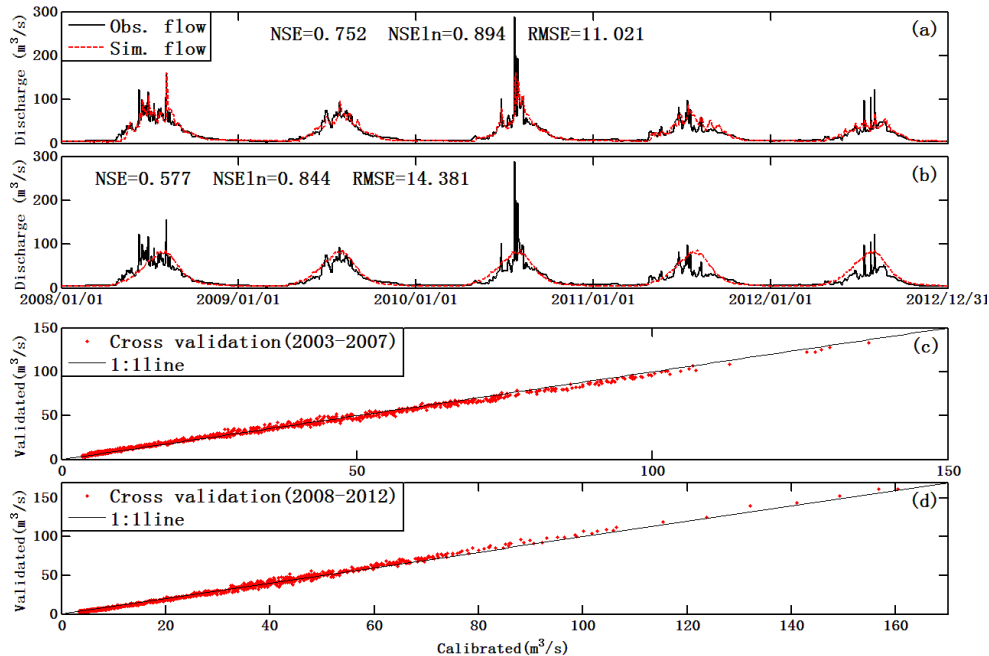 300
200
100
0
Discharge (m³/s)
Obs. flow
Sim. flow
NSE=0.752 NSEln=0.894 RMSE=11.021
(a)
300
200
100
0
Discharge (m³/s)
NSE=0.577 NSEln=0.844 RMSE=14.381
(b)
2008/01/01 2009/01/01 2010/01/01 2011/01/01 2012/01/01 2012/12/31
150
100
50
0
Validated(m³/s)
Cross validation(2003-2007)
1:1line
(c)
0 50 100 150
150
100
50
0
Validated(m³/s)
Cross validation(2008-2012)
1:1line
(d)
0 20 40 60 80 100 120 140 160
Calibrated(m³/s)